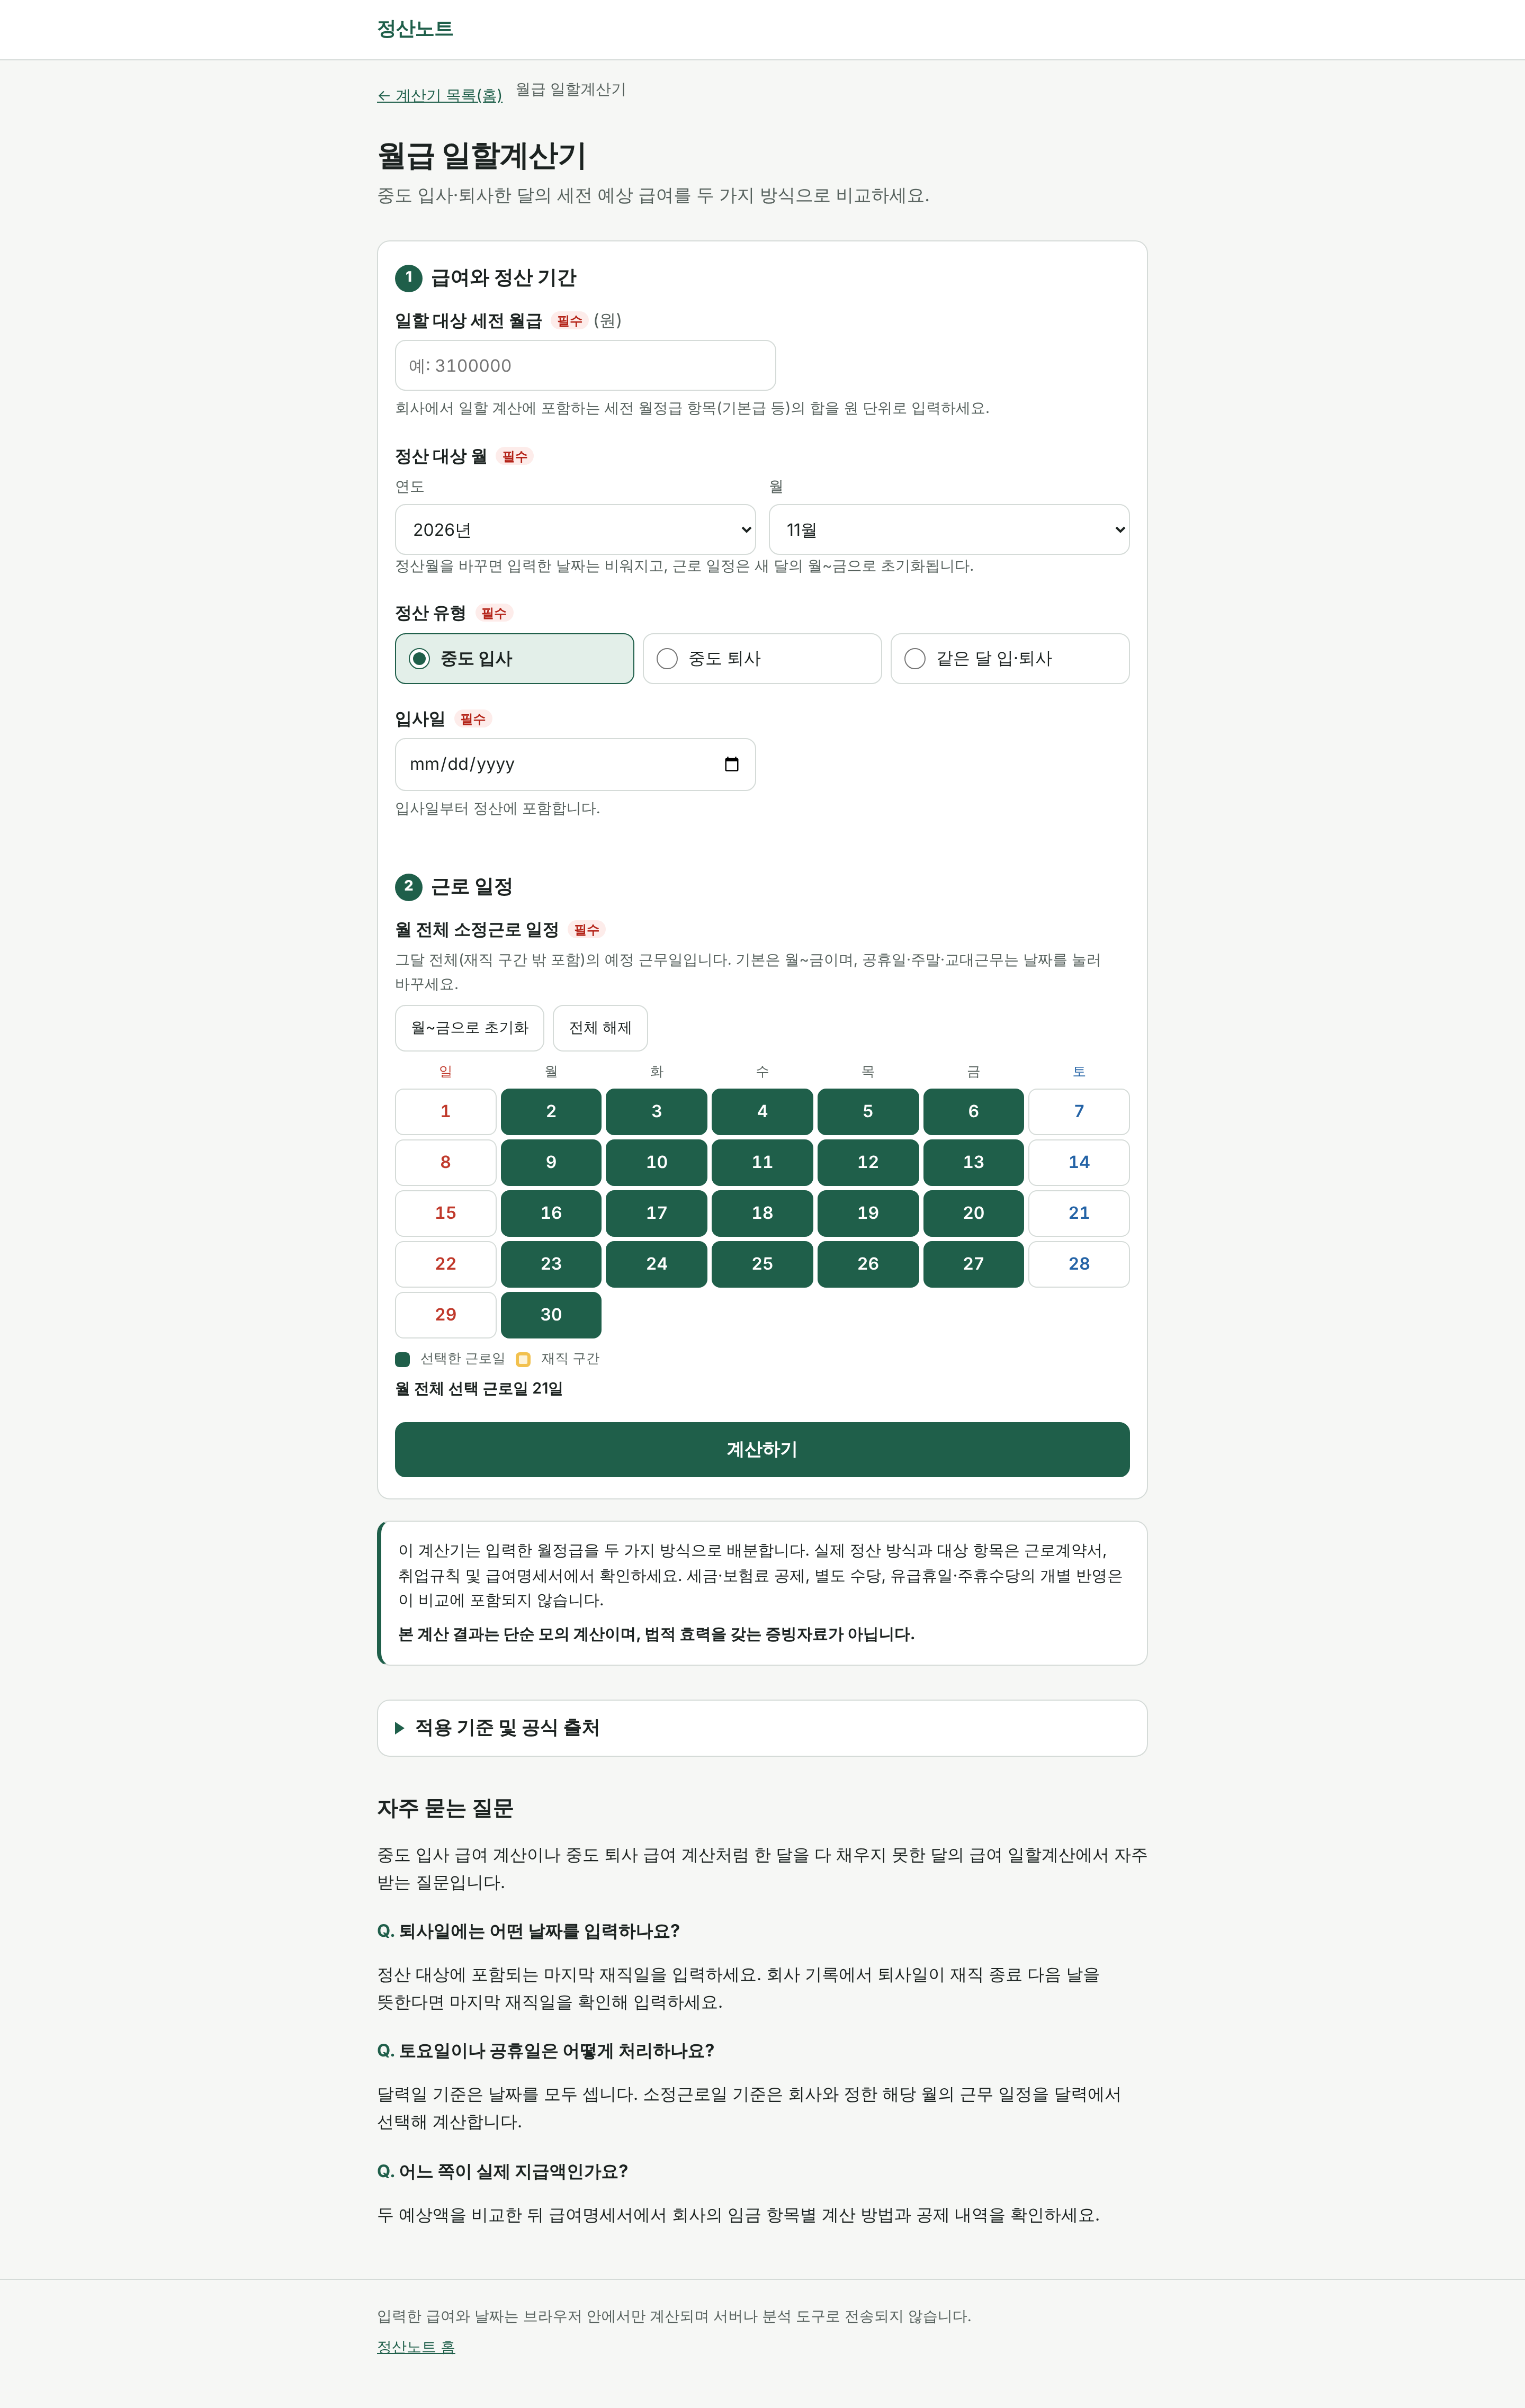 정산노트
← 계산기 목록(홈) 월급 일할계산기
월급 일할계산기
중도 입사·퇴사한 달의 세전 예상 급여를 두 가지 방식으로 비교하세요.
1 급여와 정산 기간
일할 대상 세전 월급 필수 (원)
예: 3100000
회사에서 일할 계산에 포함하는 세전 월정급 항목(기본급 등)의 합을 원 단위로 입력하세요.
정산 대상 월 필수
연도 월
2026년 11월
정산월을 바꾸면 입력한 날짜는 비워지고, 근로 일정은 새 달의 월~금으로 초기화됩니다.
정산 유형 필수
중도 입사 중도 퇴사 같은 달 입·퇴사
입사일 필수
mm/dd/yyyy
입사일부터 정산에 포함합니다.
2 근로 일정
월 전체 소정근로 일정 필수
그달 전체(재직 구간 밖 포함)의 예정 근무일입니다. 기본은 월~금이며, 공휴일·주말·교대근무는 날짜를 눌러
바꾸세요.
월~금으로 초기화 전체 해제
일 월 화 수 목 금 토
1 2 3 4 5 6 7
8 9 10 11 12 13 14
15 16 17 18 19 20 21
22 23 24 25 26 27 28
29 30
선택한 근로일 재직 구간
월 전체 선택 근로일 21일
계산하기
이 계산기는 입력한 월정급을 두 가지 방식으로 배분합니다. 실제 정산 방식과 대상 항목은 근로계약서,
취업규칙 및 급여명세서에서 확인하세요. 세금·보험료 공제, 별도 수당, 유급휴일·주휴수당의 개별 반영은
이 비교에 포함되지 않습니다.
본 계산 결과는 단순 모의 계산이며, 법적 효력을 갖는 증빙자료가 아닙니다.
적용 기준 및 공식 출처
자주 묻는 질문
중도 입사 급여 계산이나 중도 퇴사 급여 계산처럼 한 달을 다 채우지 못한 달의 급여 일할계산에서 자주
받는 질문입니다.
Q. 퇴사일에는 어떤 날짜를 입력하나요?
정산 대상에 포함되는 마지막 재직일을 입력하세요. 회사 기록에서 퇴사일이 재직 종료 다음 날을
뜻한다면 마지막 재직일을 확인해 입력하세요.
Q. 토요일이나 공휴일은 어떻게 처리하나요?
달력일 기준은 날짜를 모두 셉니다. 소정근로일 기준은 회사와 정한 해당 월의 근무 일정을 달력에서
선택해 계산합니다.
Q. 어느 쪽이 실제 지급액인가요?
두 예상액을 비교한 뒤 급여명세서에서 회사의 임금 항목별 계산 방법과 공제 내역을 확인하세요.
입력한 급여와 날짜는 브라우저 안에서만 계산되며 서버나 분석 도구로 전송되지 않습니다.
정산노트 홈